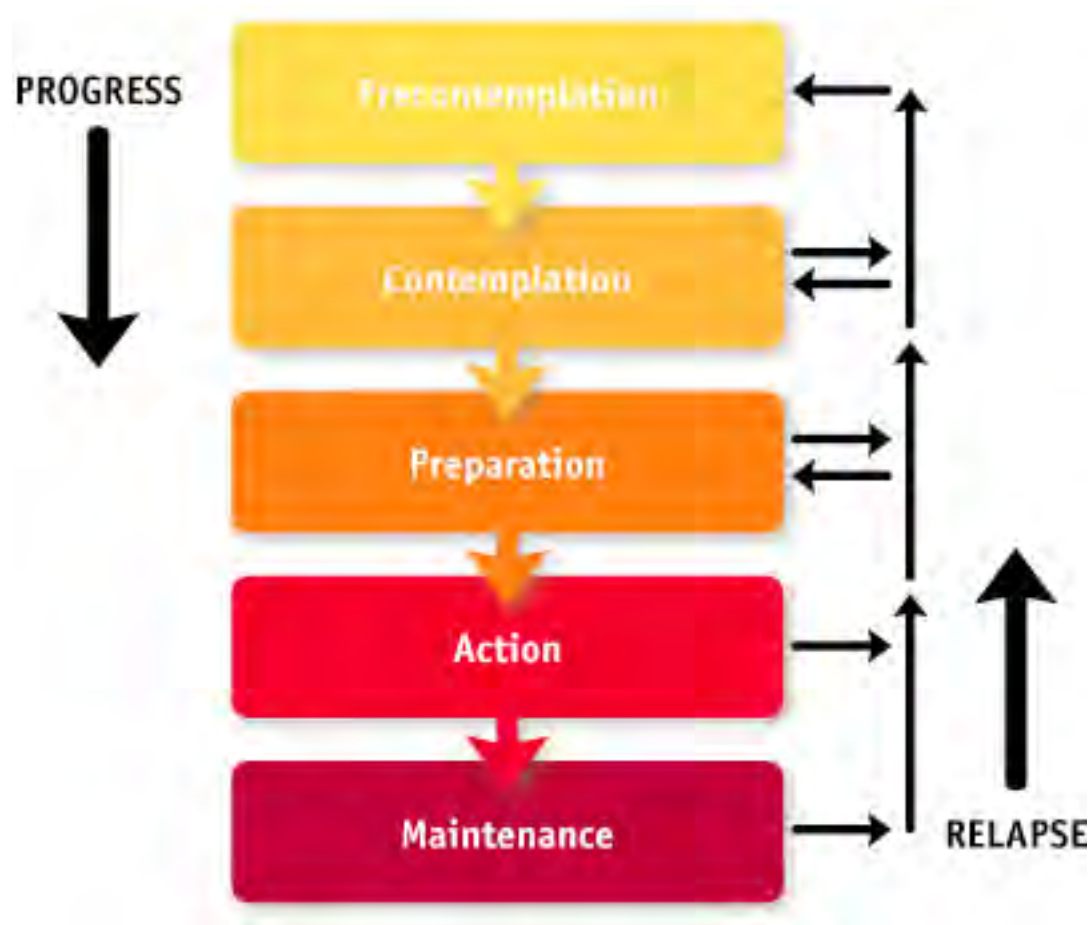 PROGRESS
Precontemplation
Contemplation
Preparation
Action
Maintenance
RELAPSE